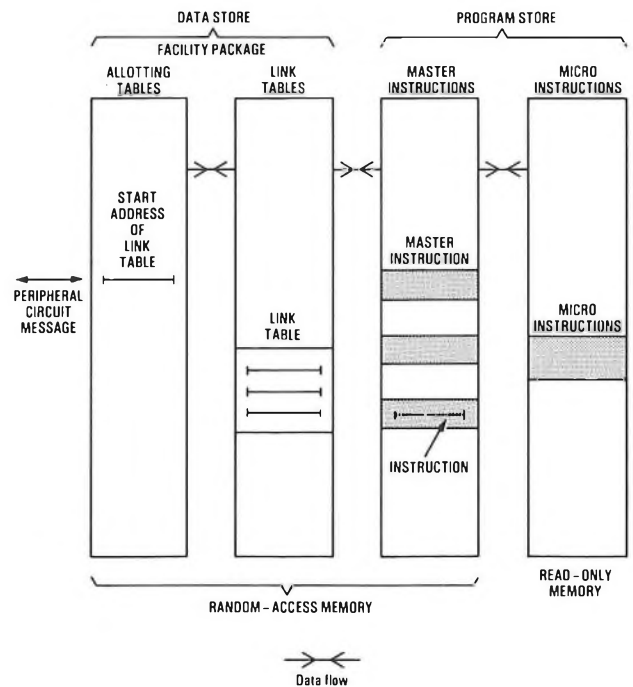 DATA STORE
PROGRAM STORE
FACILITY PACKAGE
ALLOTTING
TABLES
LINK
TABLES
MASTER
INSTRUCTIONS
MICRO
INSTRUCTIONS
START
ADDRESS
OF
LINK
TABLE
PERIPHERAL
CIRCUIT
MESSAGE
LINK
TABLE
MASTER
INSTRUCTION
MICRO
INSTRUCTIONS
INSTRUCTION
RANDOM – ACCESS MEMORY
READ – ONLY
MEMORY
Data flow